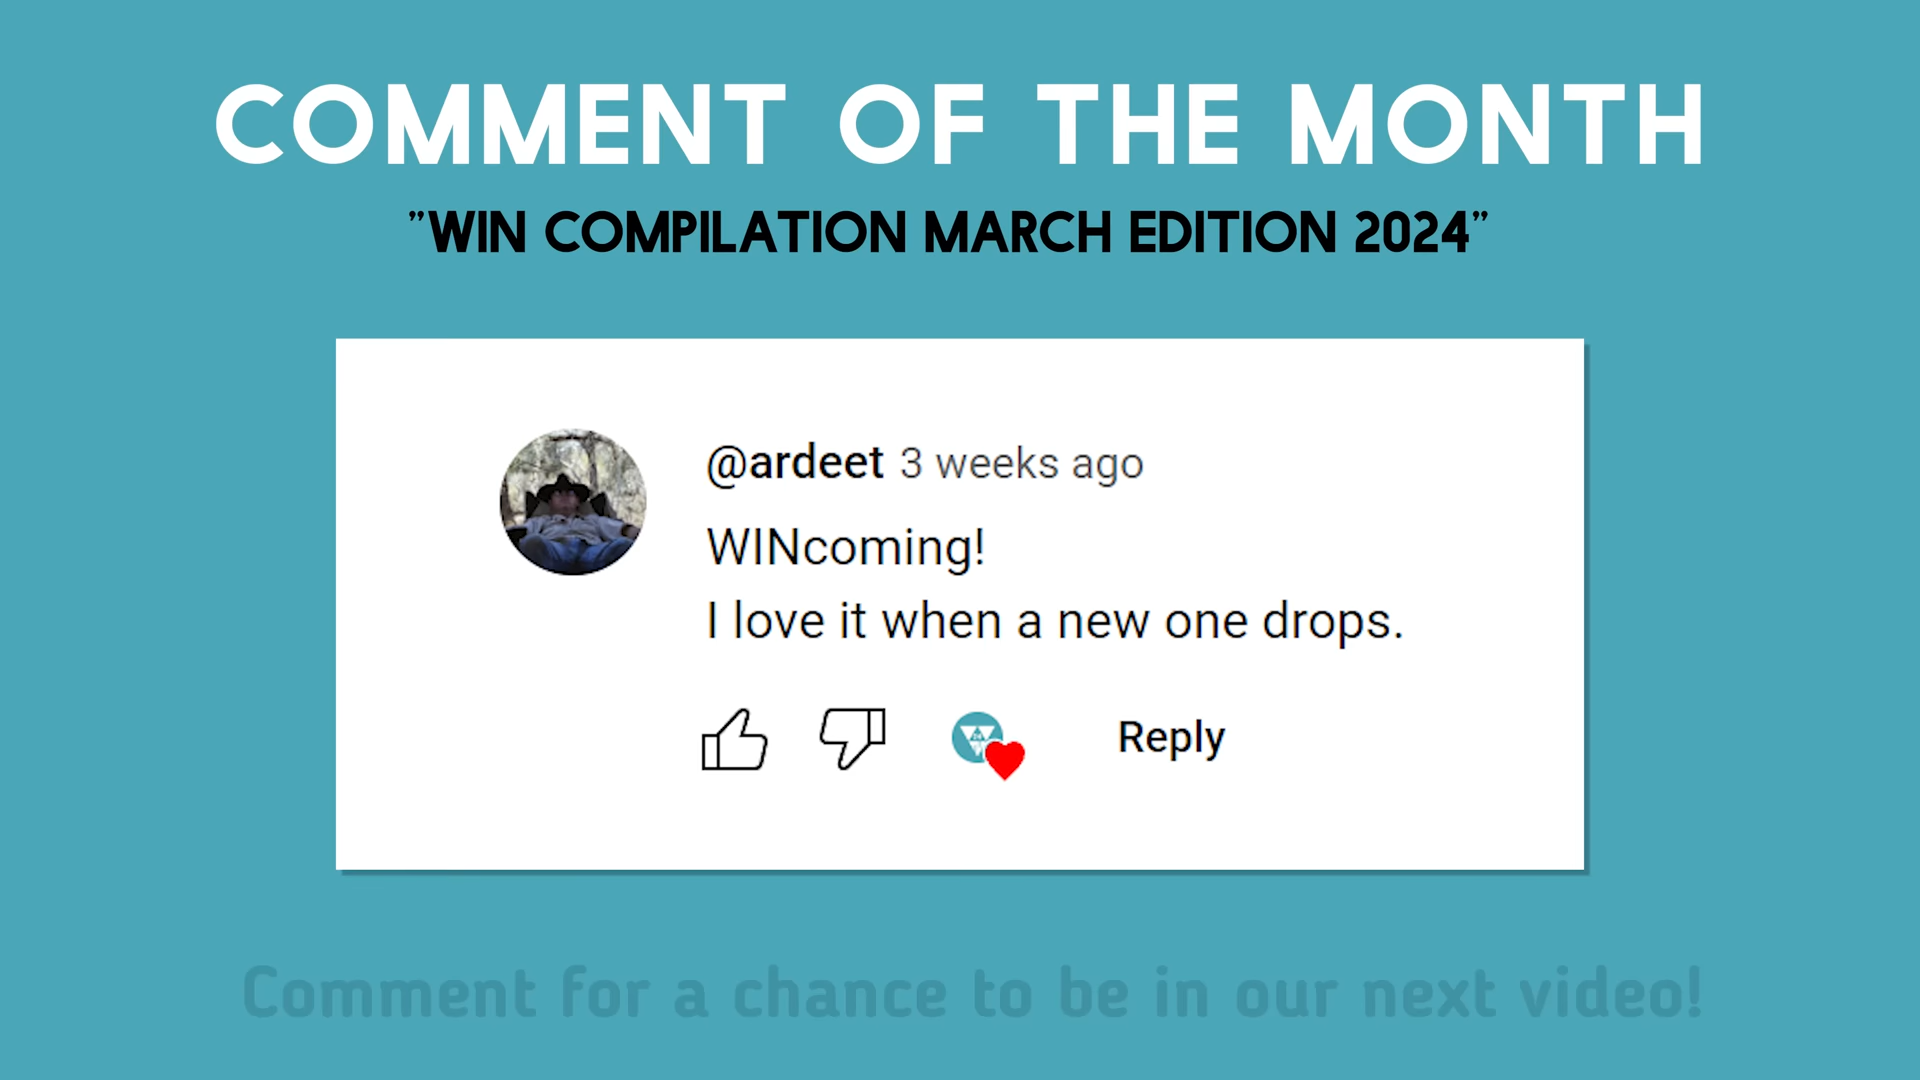 COMMENT OF THE MONTH
"WIN COMPILATION MARCH EDITION 2024"
@ardeet 3 weeks ago
WINcoming!
I love it when a new one drops.
Reply
Comment for a chance to be in our next video!